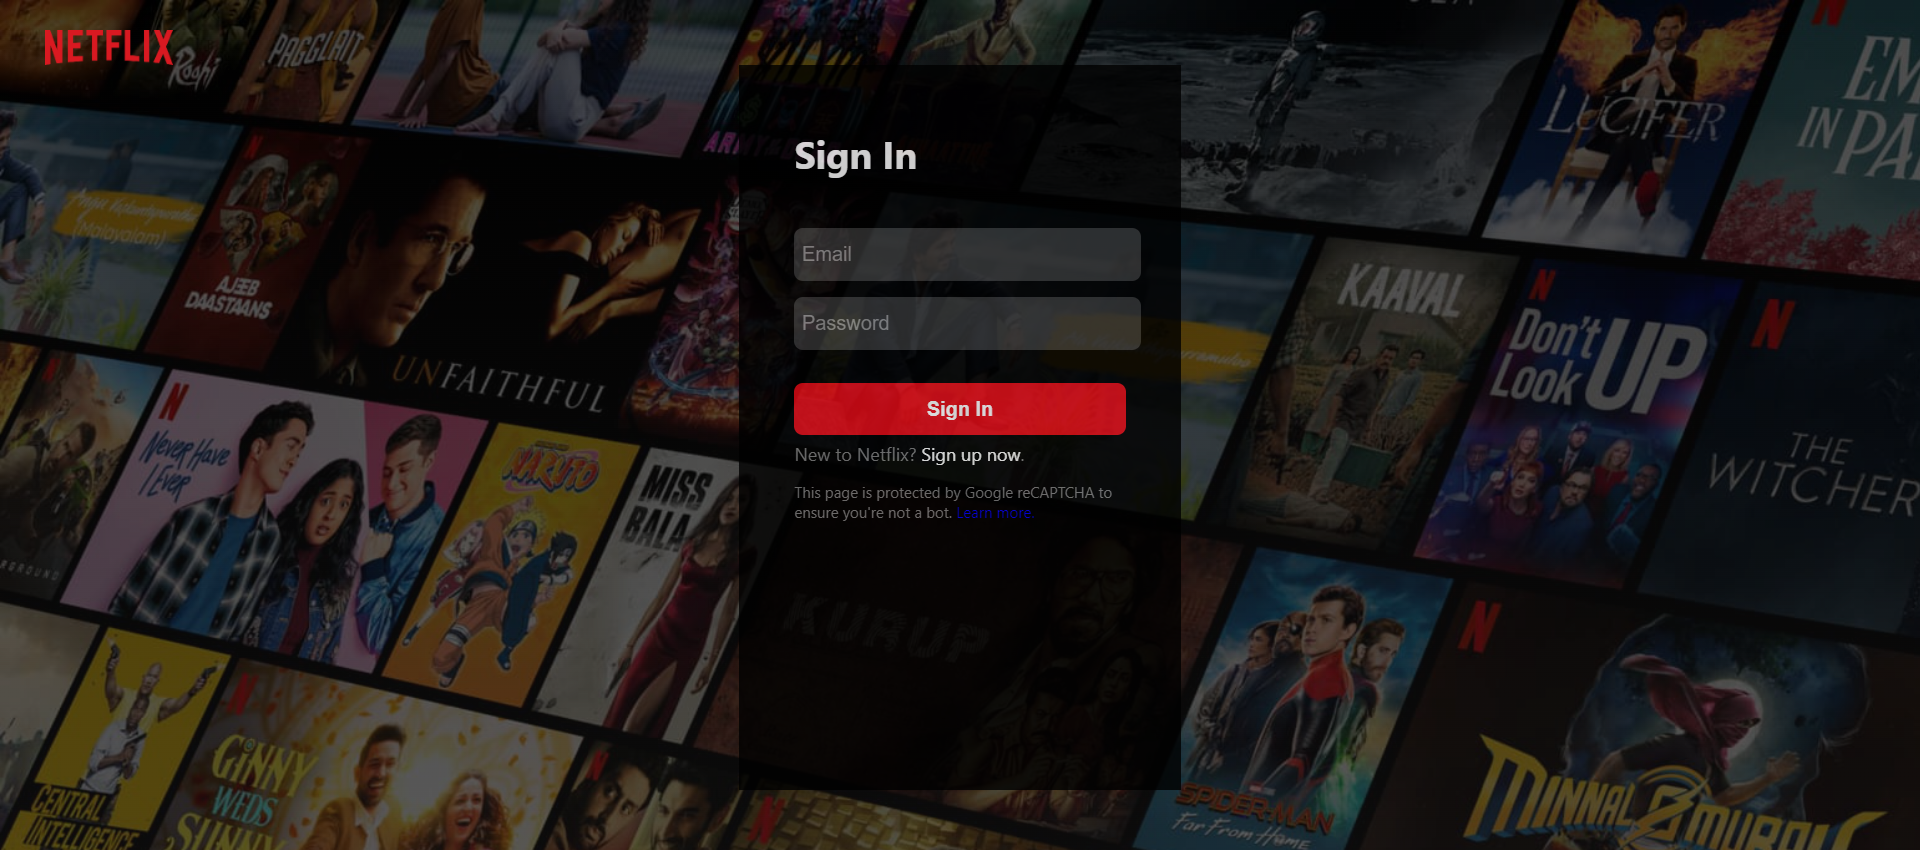 NETFLIX
Roohi
PAGGLAIT
LUCIFER
IN
Sign In
(Malayalam)
AJEEB
DAASTAANS
Email
KAAVAL
Password
Don't
Look UP
UNFAITHFUL
Sign In
Never Have
I Ever
NARUTO
New to Netflix? Sign up now.
THE
WITCHER
MISS
BALA
This page is protected by Google reCAPTCHA to
ensure you're not a bot. Learn more.
KURUP
GINNY
WEDS
SUNNY
CENTRAL
INTELLIGENCE
SPIDER-MAN
Far From Home
MINNAL
MURALI